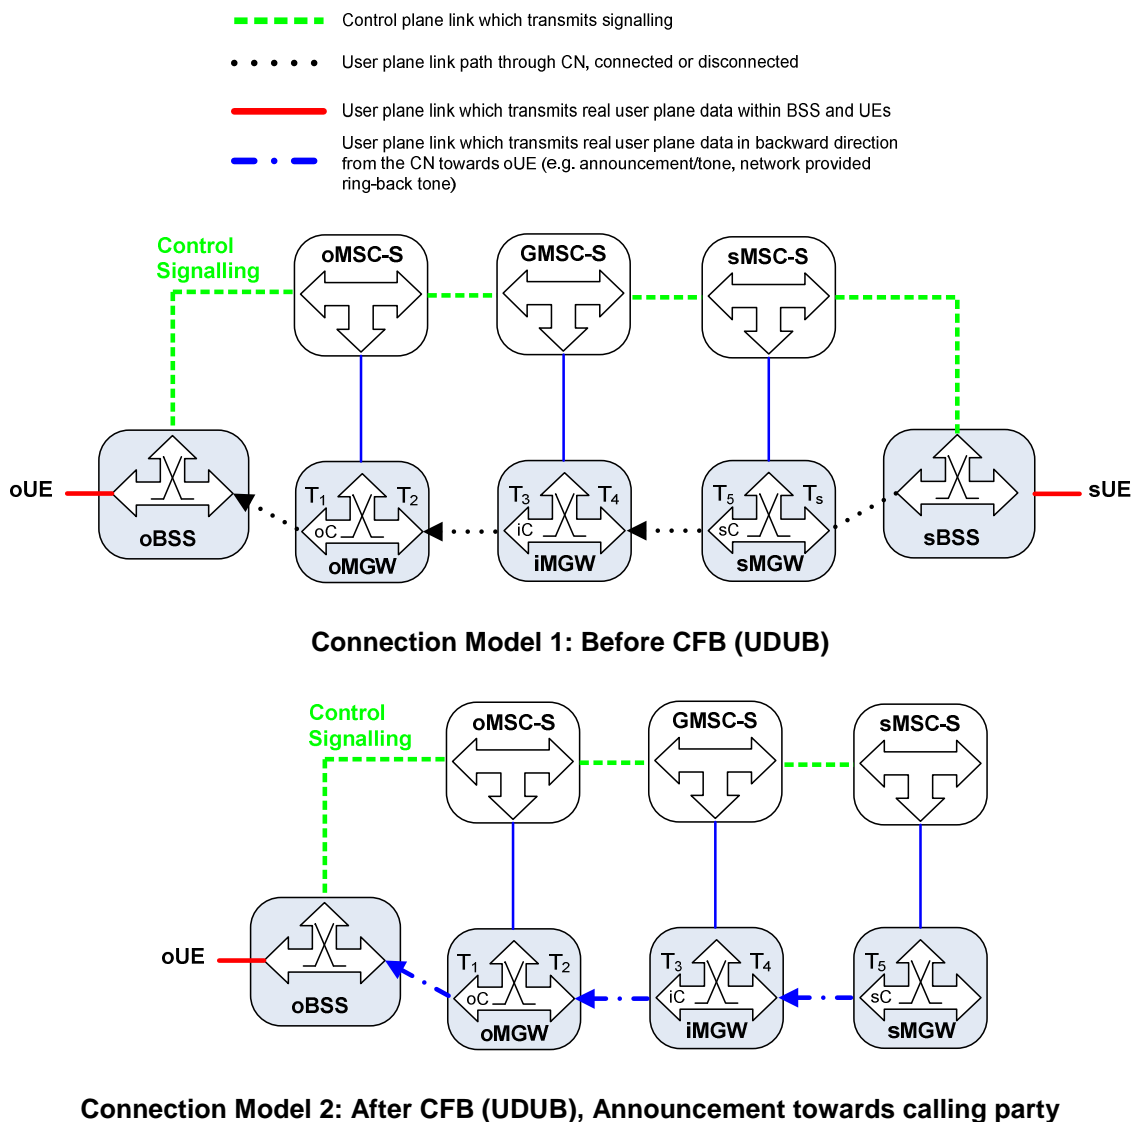 Control plane link which transmits signalling
User plane link path through CN, connected or disconnected
User plane link which transmits real user plane data within BSS and UEs
User plane link which transmits real user plane data in backward direction
from the CN towards oUE (e.g. announcement/tone, network provided
ring-back tone)
Control
Signalling
oMSC-S
GMSC-S
sMSC-S
oUE
oBSS
T1
T2
oC
oMGW
T3
T4
iC
iMGW
T5
Ts
sC
sMGW
sBSS
sUE
Connection Model 1: Before CFB (UDUB)
Control
Signalling
oMSC-S
GMSC-S
sMSC-S
oUE
oBSS
T1
T2
oC
oMGW
T3
T4
iC
iMGW
T5
sC
sMGW
Connection Model 2: After CFB (UDUB), Announcement towards calling party